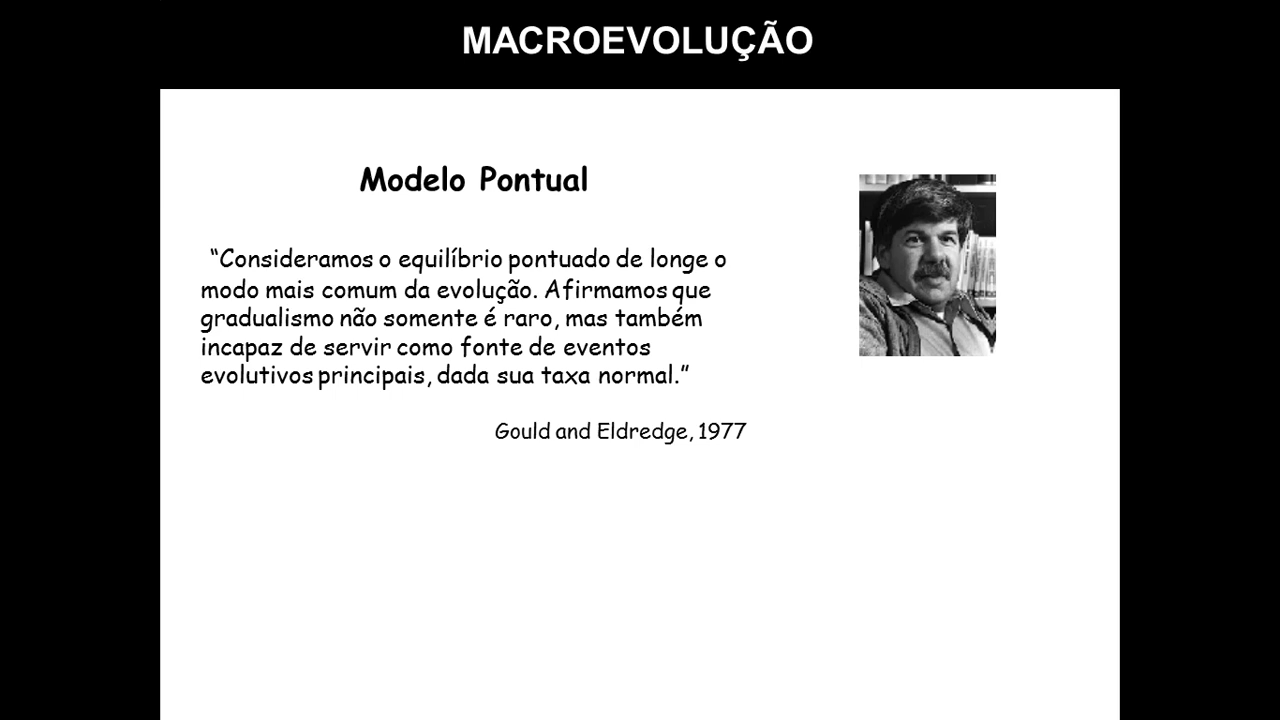 MACROEVOLUÇÃO
Modelo Pontual
“Consideramos o equilíbrio pontuado de longe o
modo mais comum da evolução. Afirmamos que
gradualismo não somente é raro, mas também
incapaz de servir como fonte de eventos
evolutivos principais, dada sua taxa normal.”
Gould and Eldredge, 1977